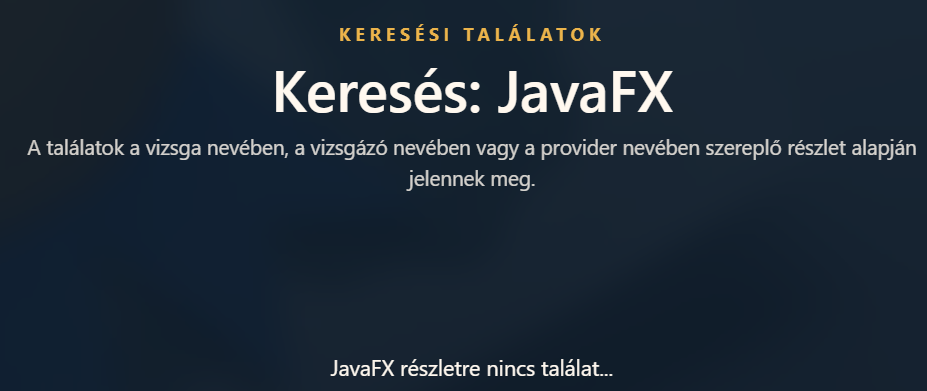 KERESÉSI TALÁLATOK
Keresés: JavaFX
A találatok a vizsga nevében, a vizsgázó nevében vagy a provider nevében szereplő részlet alapján
jelennek meg.
JavaFX részletre nincs találat...